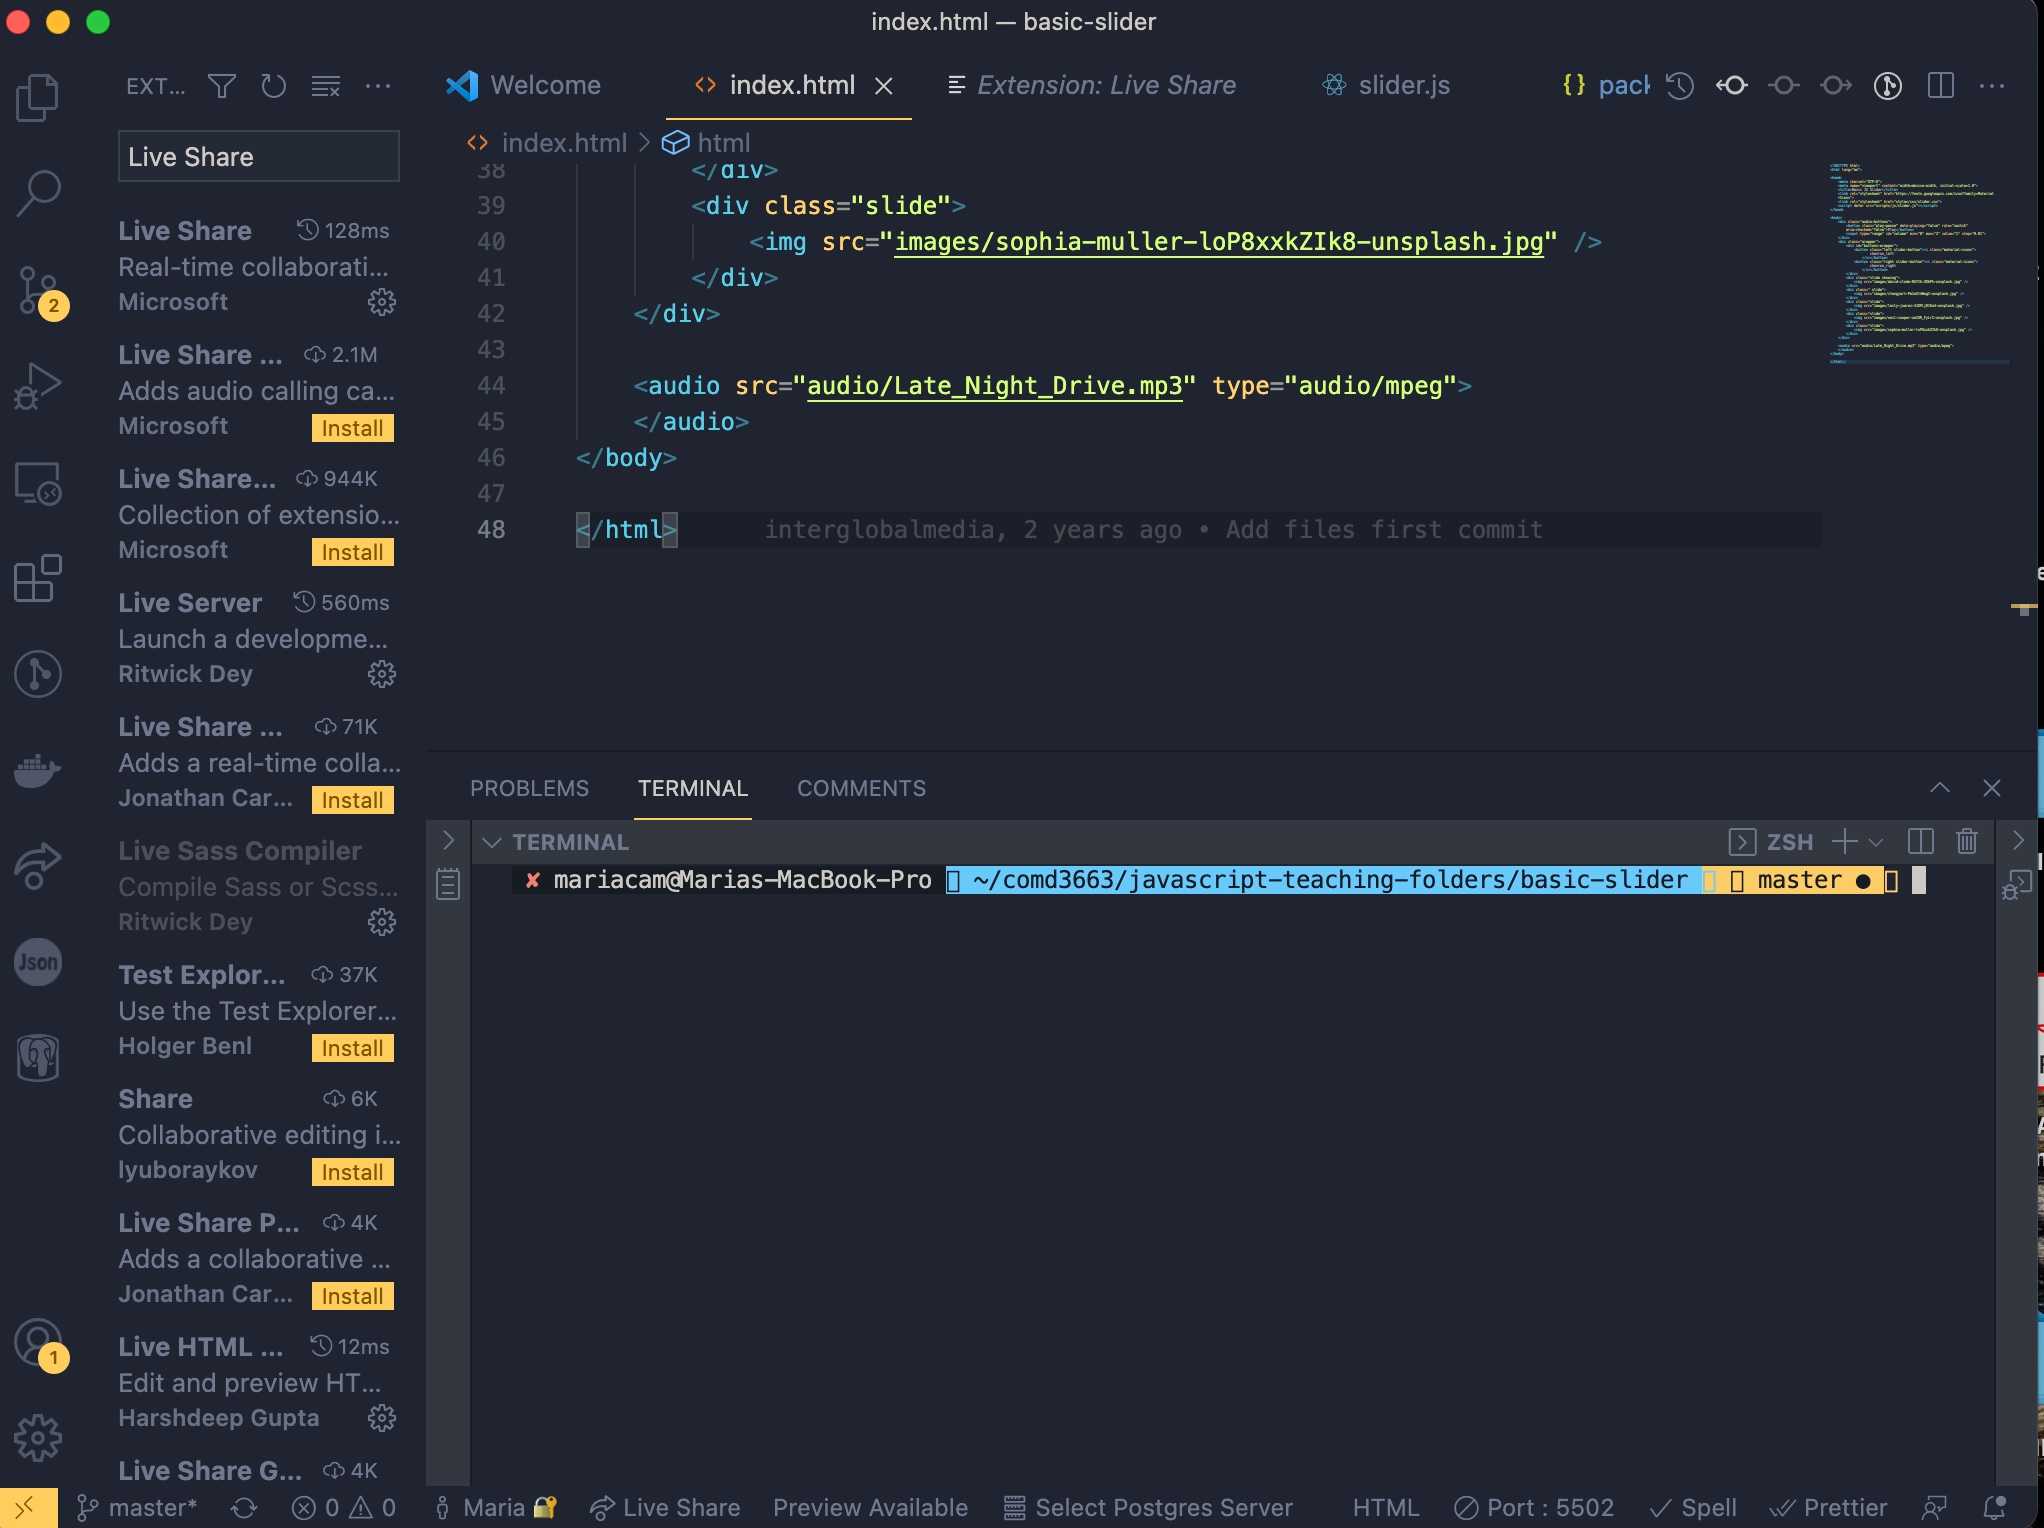 index.html — basic-slider
EXT...
Welcome
index.html
Extension: Live Share
slider.js
{} pack
Live Share
index.html > html
Live Share 128ms
Real-time collaborati...
Microsoft
Live Share ... 2.1M
Adds audio calling ca...
Microsoft Install
Live Share... 944K
Collection of extensio...
Microsoft Install
Live Server 560ms
Launch a developme...
Ritwick Dey
Live Share ... 71K
Adds a real-time colla...
Jonathan Car... Install
Live Sass Compiler
Compile Sass or Scss...
Ritwick Dey
Test Explor... 37K
Use the Test Explorer...
Holger Benl Install
Share 6K
Collaborative editing i...
lyuboraykov Install
Live Share P... 4K
Adds a collaborative ...
Jonathan Car... Install
Live HTML ... 12ms
Edit and preview HT...
Harshdeep Gupta
Live Share G... 4K
2
Json
1
38 </div>
39 <div class="slide">
40 <img src="images/sophia-muller-loP8xxkZIk8-unsplash.jpg" />
41 </div>
42 </div>
43
44 <audio src="audio/Late_Night_Drive.mp3" type="audio/mpeg">
45 </audio>
46 </body>
47
48 </html> interglobalmedia, 2 years ago • Add files first commit
PROBLEMS TERMINAL COMMENTS
TERMINAL ZSH
✘ mariacam@Marias-MacBook-Pro ~/comd3663/javascript-teaching-folders/basic-slider master ●
master* 0 0 Maria Live Share Preview Available Select Postgres Server HTML Port : 5502 Spell Prettier